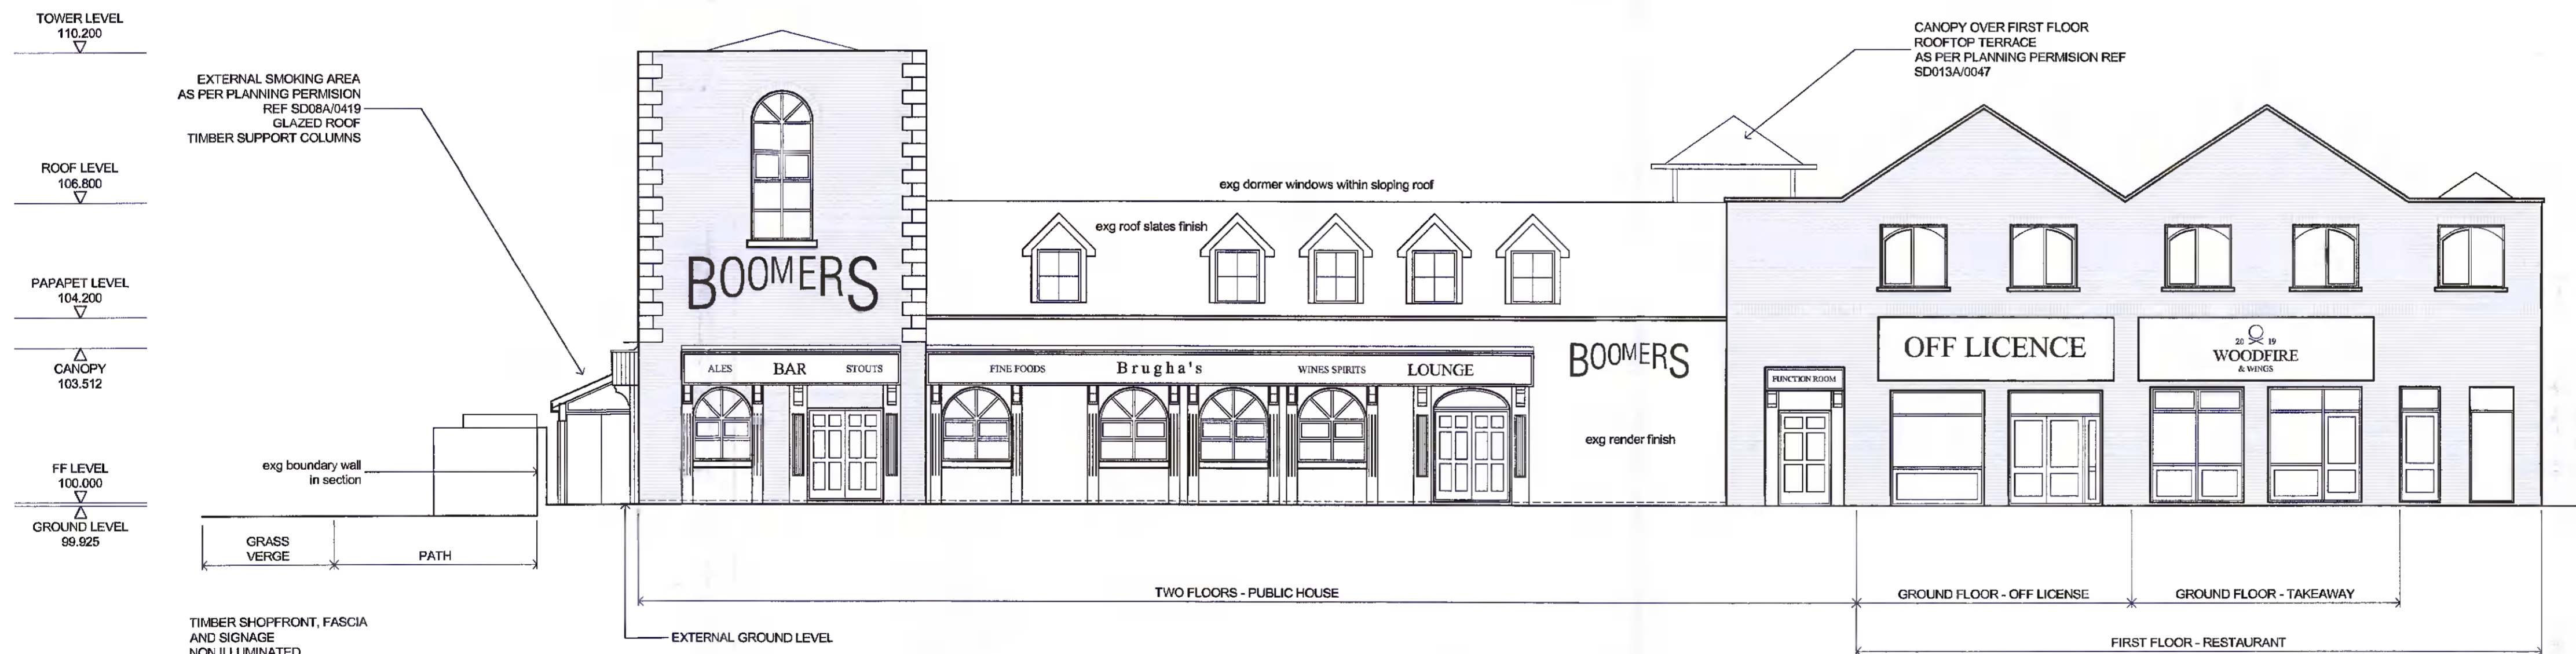 TOWER LEVEL
110.200
ROOF LEVEL
106.800
PAPAPET LEVEL
104.200
CANOPY
103.512
FF LEVEL
100.000
GROUND LEVEL
99.925
EXTERNAL SMOKING AREA
AS PER PLANNING PERMISION
REF SD08A/0419
GLAZED ROOF
TIMBER SUPPORT COLUMNS
exg boundary wall
in section
GRASS
VERGE
PATH
TIMBER SHOPFRONT, FASCIA
AND SIGNAGE
NON ILLUMINATED
BOOMERS
ALES BAR STOUTS
exg dormer windows within sloping roof
exg roof slates finish
FINE FOODS Brugha's WINES SPIRITS LOUNGE
BOOMERS
exg render finish
CANOPY OVER FIRST FLOOR
ROOFTOP TERRACE
AS PER PLANNING PERMISION REF
SD013A/0047
FUNCTION ROOM
OFF LICENCE
20 19
WOODFIRE
& WINGS
TWO FLOORS - PUBLIC HOUSE
GROUND FLOOR - OFF LICENSE
GROUND FLOOR - TAKEAWAY
EXTERNAL GROUND LEVEL
FIRST FLOOR - RESTAURANT